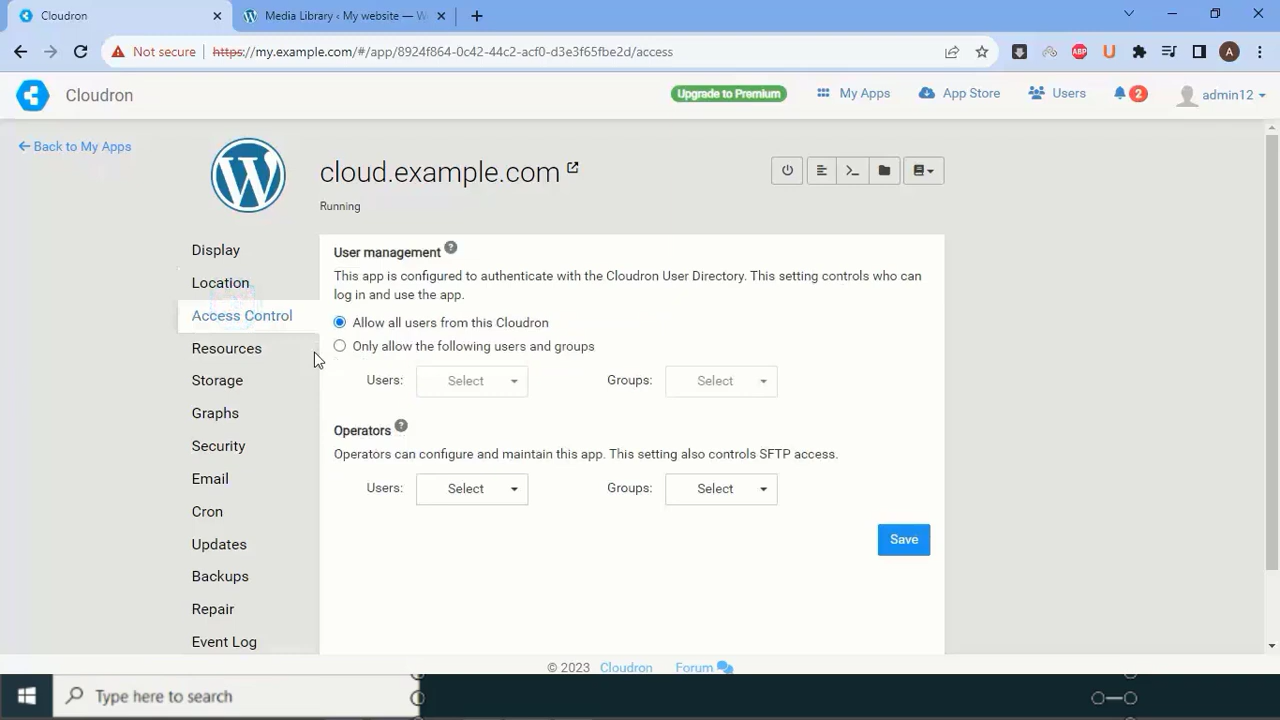 Cloudron
Media Library ‹ My website — W
Not secure https://my.example.com/#/app/8924f864-0c42-44c2-acf0-d3e3f65fbe2d/access
ABP
A
Cloudron
Upgrade to Premium
My Apps
App Store
Users
2
admin12
Back to My Apps
cloud.example.com
Running
Display
Location
Access Control
Resources
Storage
Graphs
Security
Email
Cron
Updates
Backups
Repair
Event Log
User management
This app is configured to authenticate with the Cloudron User Directory. This setting controls who can
log in and use the app.
Allow all users from this Cloudron
Only allow the following users and groups
Users: Select Groups: Select
Operators
Operators can configure and maintain this app. This setting also controls SFTP access.
Users: Select Groups: Select
Save
© 2023 Cloudron Forum
Type here to search